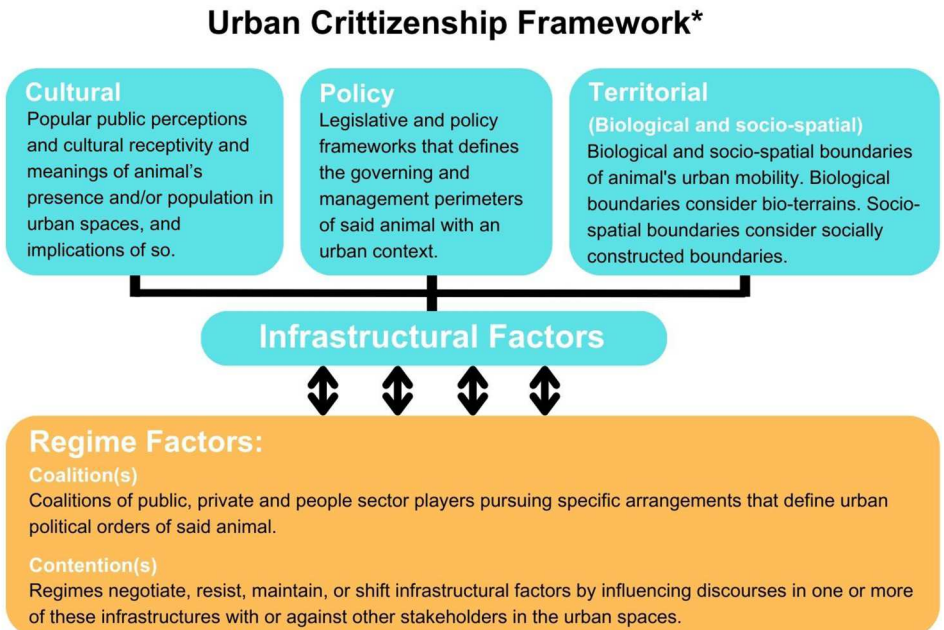 Urban Crittizenship Framework*
Cultural
Popular public perceptions
and cultural receptivity and
meanings of animal's
presence and/or population in
urban spaces, and
implications of so.
Policy
Legislative and policy
frameworks that defines
the governing and
management perimeters
of said animal with an
urban context.
Territorial
(Biological and socio-spatial)
Biological and socio-spatial boundaries
of animal's urban mobility. Biological
boundaries consider bio-terrains. Socio-
spatial boundaries consider socially
constructed boundaries.
Infrastructural Factors
Regime Factors:
Coalition(s)
Coalitions of public, private and people sector players pursuing specific arrangements that define urban
political orders of said animal.
Contention(s)
Regimes negotiate, resist, maintain, or shift infrastructural factors by influencing discourses in one or more
of these infrastructures with or against other stakeholders in the urban spaces.